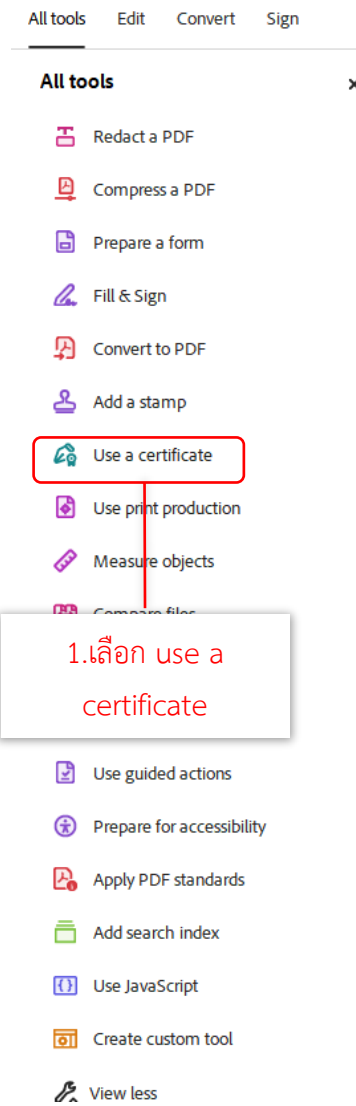 All tools Edit Convert Sign
All tools ×
Redact a PDF
Compress a PDF
Prepare a form
Fill & Sign
Convert to PDF
Add a stamp
Use a certificate
Use print production
Measure objects
Compare files
1.เลือก use a
certificate
Use guided actions
Prepare for accessibility
Apply PDF standards
Add search index
Use JavaScript
Create custom tool
View less